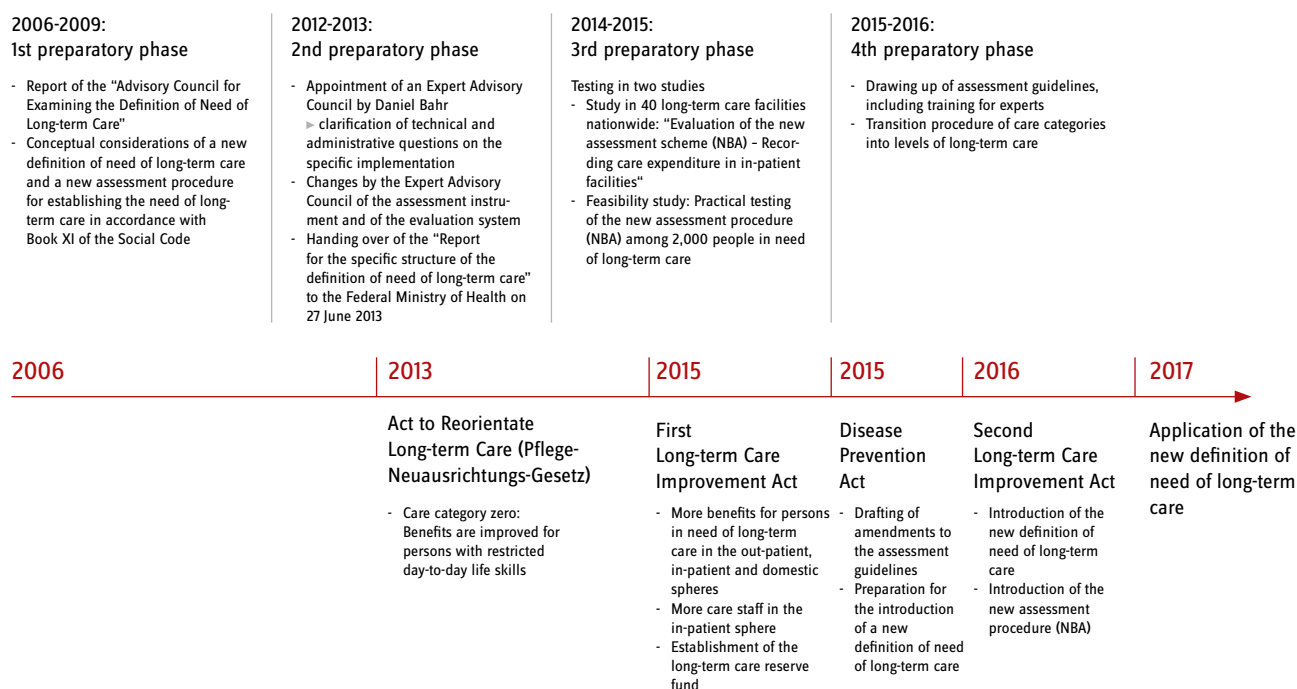 2006-2009:
1st preparatory phase
- Report of the “Advisory Council for
Examining the Definition of Need of
Long-term Care”
- Conceptual considerations of a new
definition of need of long-term care
and a new assessment procedure
for establishing the need of long-
term care in accordance with
Book XI of the Social Code
2012-2013:
2nd preparatory phase
- Appointment of an Expert Advisory
Council by Daniel Bahr
► clarification of technical and
administrative questions on the
specific implementation
- Changes by the Expert Advisory
Council of the assessment instru-
ment and of the evaluation system
- Handing over of the “Report
for the specific structure of the
definition of need of long-term care”
to the Federal Ministry of Health on
27 June 2013
2014-2015:
3rd preparatory phase
Testing in two studies
- Study in 40 long-term care facilities
nationwide: “Evaluation of the new
assessment scheme (NBA) – Recor-
ding care expenditure in in-patient
facilities“
- Feasibility study: Practical testing
of the new assessment procedure
(NBA) among 2,000 people in need
of long-term care
2015-2016:
4th preparatory phase
- Drawing up of assessment guidelines,
including training for experts
- Transition procedure of care categories
into levels of long-term care
2006
2013
2015
2015
2016
2017
Act to Reorientate
Long-term Care (Pflege-
Neuausrichtungs-Gesetz)
- Care category zero:
Benefits are improved for
persons with restricted
day-to-day life skills
First
Long-term Care
Improvement Act
- More benefits for persons
in need of long-term
care in the out-patient,
in-patient and domestic
spheres
- More care staff in the
in-patient sphere
- Establishment of the
long-term care reserve
fund
Disease
Prevention
Act
- Drafting of
amendments to
the assessment
guidelines
- Preparation for
the introduction
of a new
definition of need
of long-term care
Second
Long-term Care
Improvement Act
- Introduction of the
new definition of
need of long-term
care
- Introduction of the
new assessment
procedure (NBA)
Application of the
new definition of
need of long-term
care